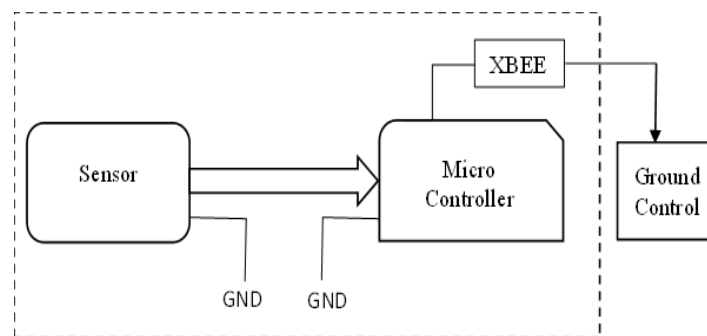 XBEE
Sensor
Micro
Controller
Ground
Control
GND
GND